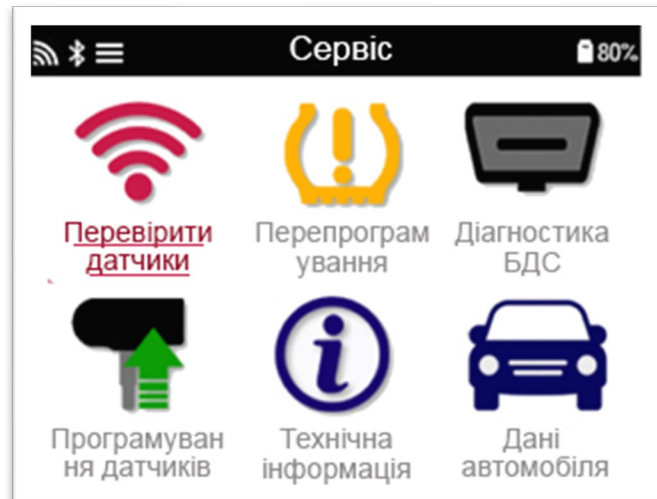 Сервіс
80%
Перевірити
датчики
Перепрограм
ування
Діагностика
БДС
Програмуван
ня датчиків
Технічна
інформація
Дані
автомобіля